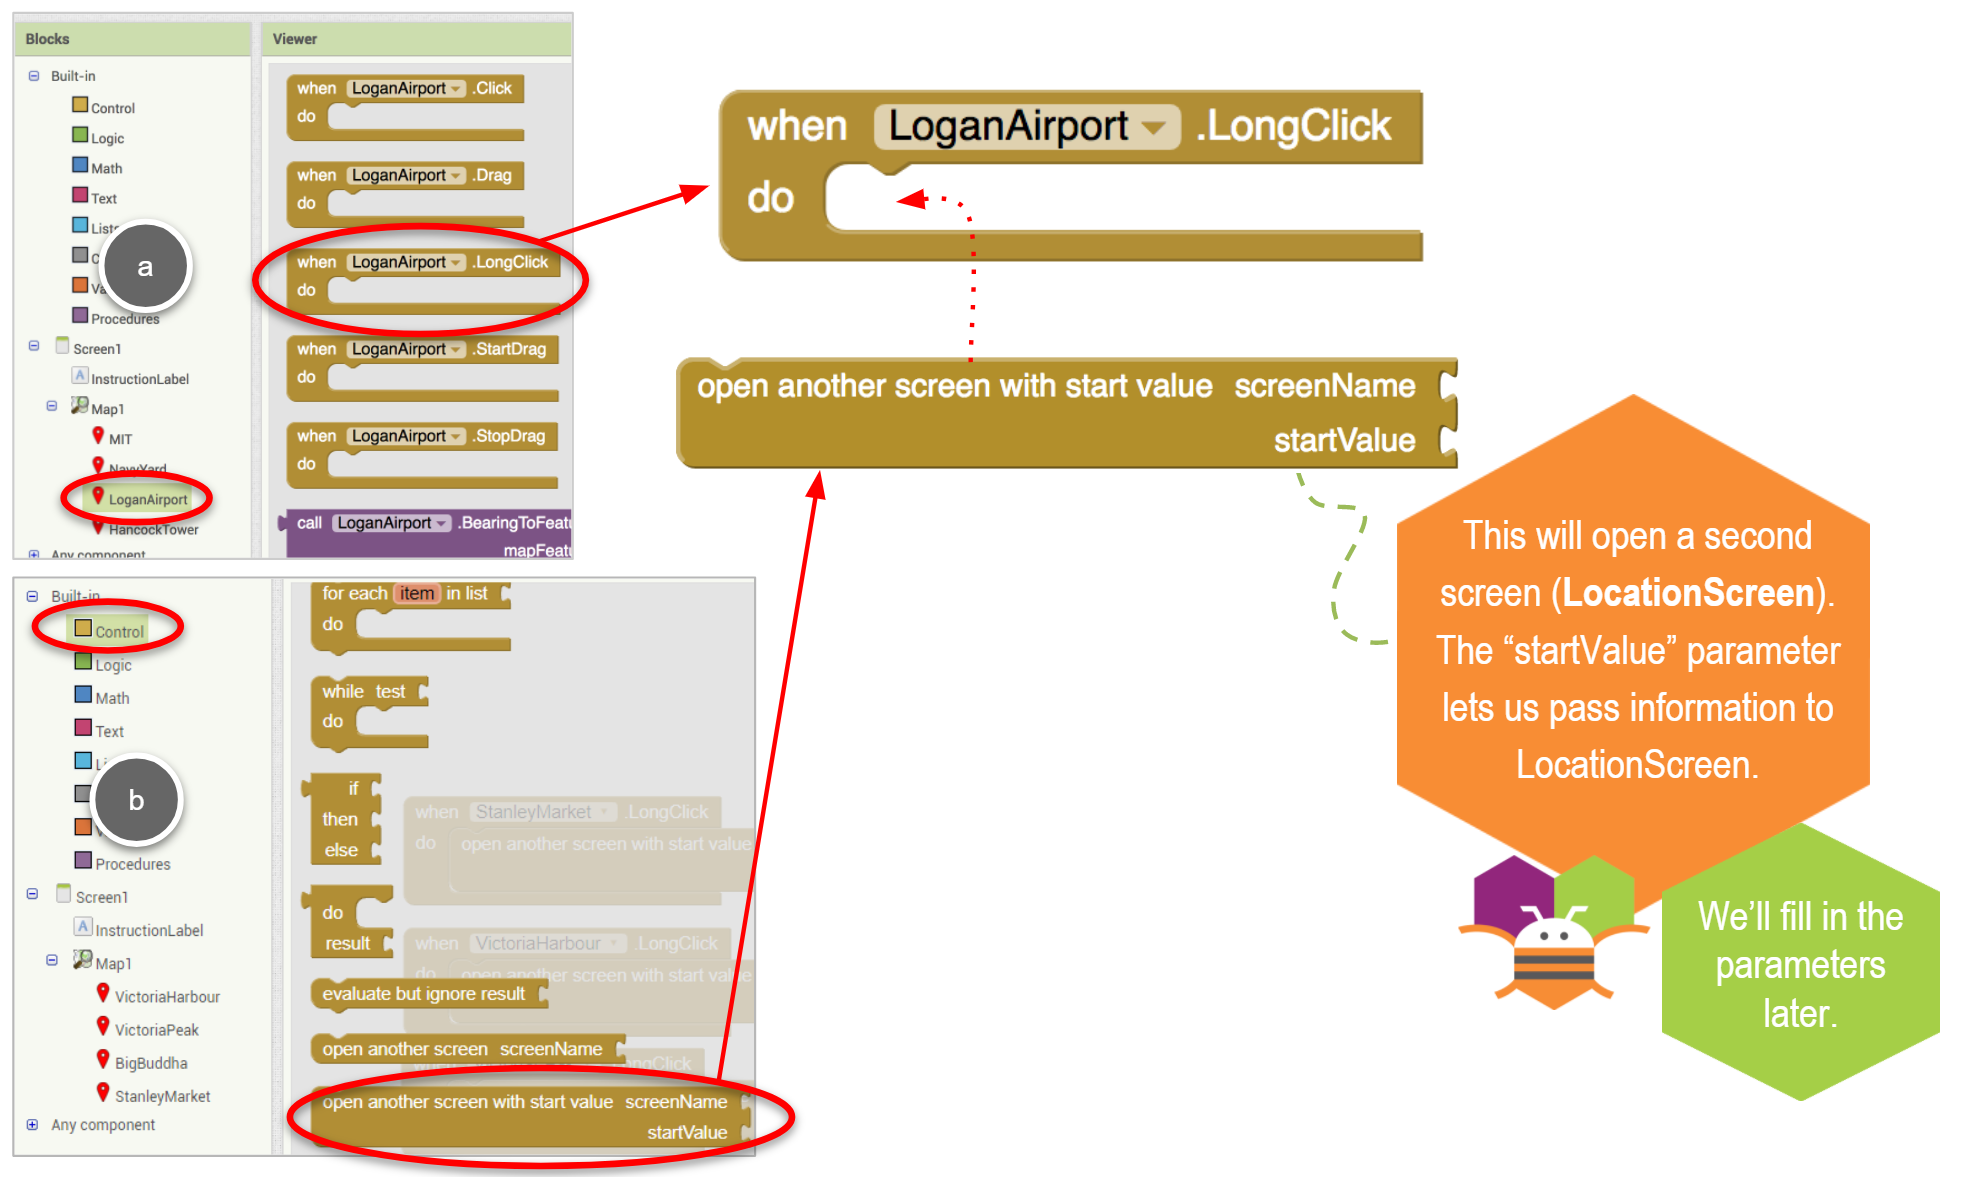 Blocks
Viewer
Built-in
Control
Logic
Math
Text
Lists
a
Procedures
Screen1
InstructionLabel
Map1
MIT
NavyYard
LoganAirport
HancockTower
Any component
when LoganAirport .Click
do
when LoganAirport .Drag
do
when LoganAirport .LongClick
do
when LoganAirport .StartDrag
do
when LoganAirport .StopDrag
do
call LoganAirport .BearingToFeatu
mapFeatu
when LoganAirport .LongClick
do
open another screen with start value screenName
startValue
Built-in
Control
Logic
Math
Text
b
Procedures
Screen1
InstructionLabel
Map1
VictoriaHarbour
VictoriaPeak
BigBuddha
StanleyMarket
Any component
for each item in list
do
while test
do
if
then
else
when StanleyMarket .LongClick
do open another screen with start value
do
result
when VictoriaHarbour .LongClick
do open another screen with start value
evaluate but ignore result
open another screen screenName
open another screen with start value screenName
startValue
This will open a second
screen (LocationScreen).
The “startValue” parameter
lets us pass information to
LocationScreen.
We’ll fill in the
parameters
later.